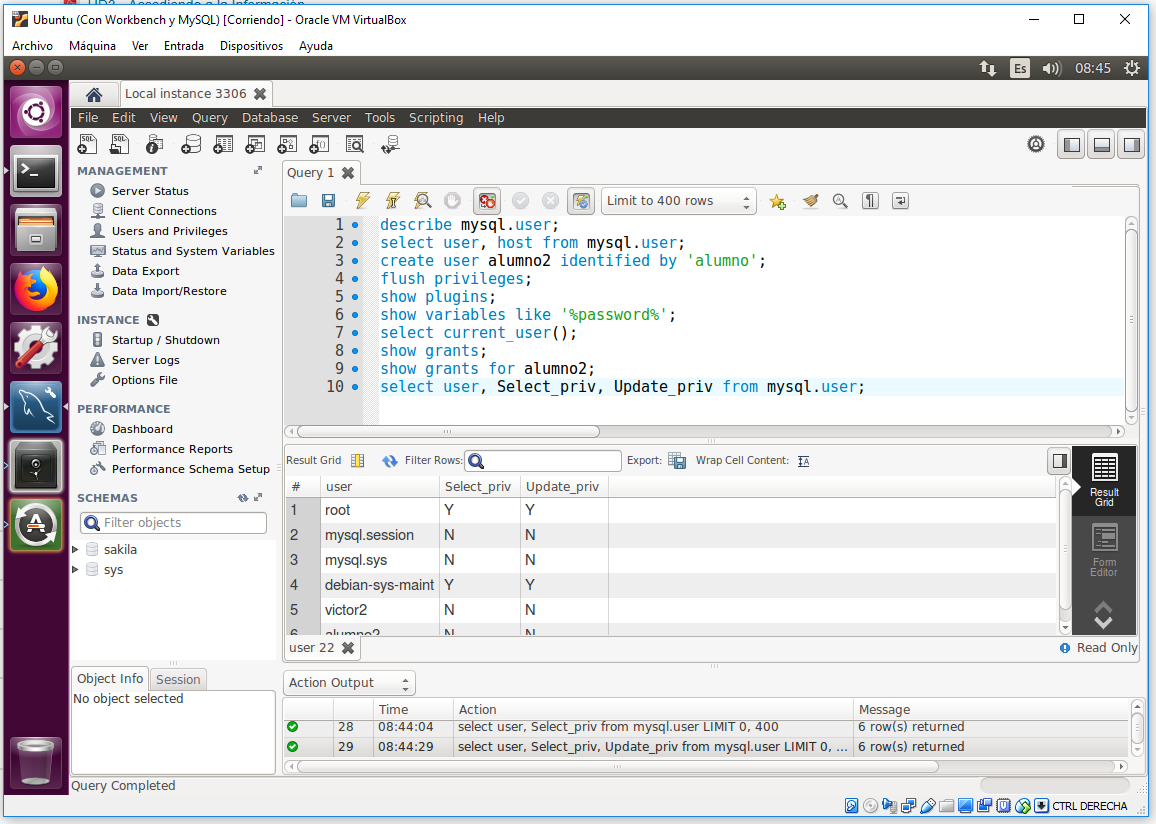 Ubuntu (Con Workbench y MySQL) [Corriendo] - Oracle VM VirtualBox
Archivo Máquina Ver Entrada Dispositivos Ayuda
Es 08:45
Local instance 3306
File Edit View Query Database Server Tools Scripting Help
MANAGEMENT
Server Status
Client Connections
Users and Privileges
Status and System Variables
Data Export
Data Import/Restore
INSTANCE
Startup / Shutdown
Server Logs
Options File
PERFORMANCE
Dashboard
Performance Reports
Performance Schema Setup
SCHEMAS
Filter objects
sakila
sys
Object Info Session
No object selected
Query 1
Limit to 400 rows
1 describe mysql.user;
2 select user, host from mysql.user;
3 create user alumno2 identified by 'alumno';
4 flush privileges;
5 show plugins;
6 show variables like '%password%';
7 select current_user();
8 show grants;
9 show grants for alumno2;
10 select user, Select_priv, Update_priv from mysql.user;
Result Grid Filter Rows: Export: Wrap Cell Content:
# user Select_priv Update_priv
1 root Y Y
2 mysql.session N N
3 mysql.sys N N
4 debian-sys-maint Y Y
5 victor2 N N
6 alumno2 N N
Result
Grid
Form
Editor
user 22
Read Only
Action Output
Time Action Message
28 08:44:04 select user, Select_priv from mysql.user LIMIT 0, 400 6 row(s) returned
29 08:44:29 select user, Select_priv, Update_priv from mysql.user LIMIT 0, ... 6 row(s) returned
Query Completed
CTRL DERECHA